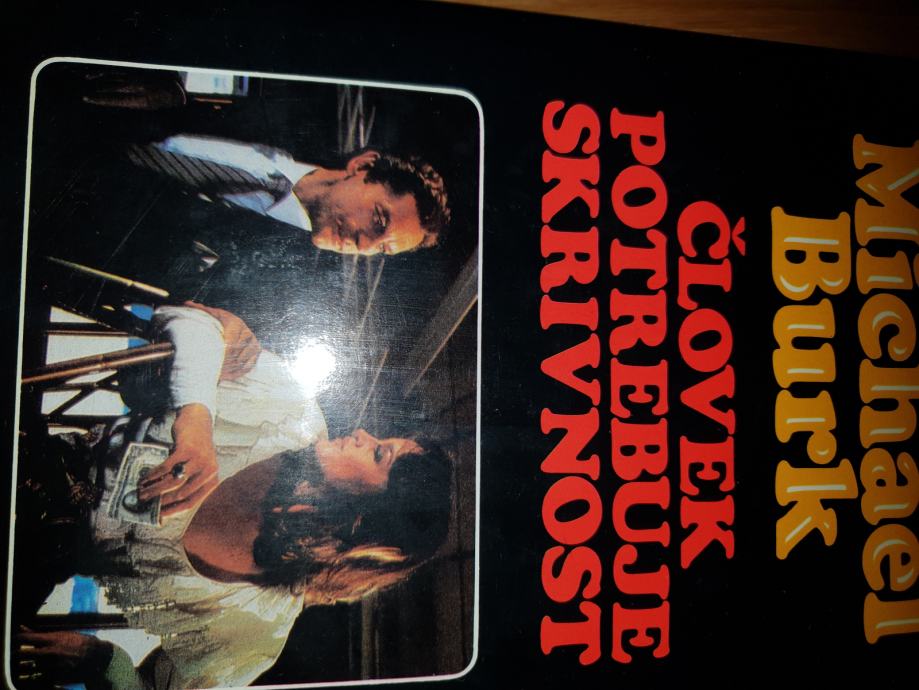 Michael
Burk
ČLOVEK
POTREBUJE
SKRIVNOST